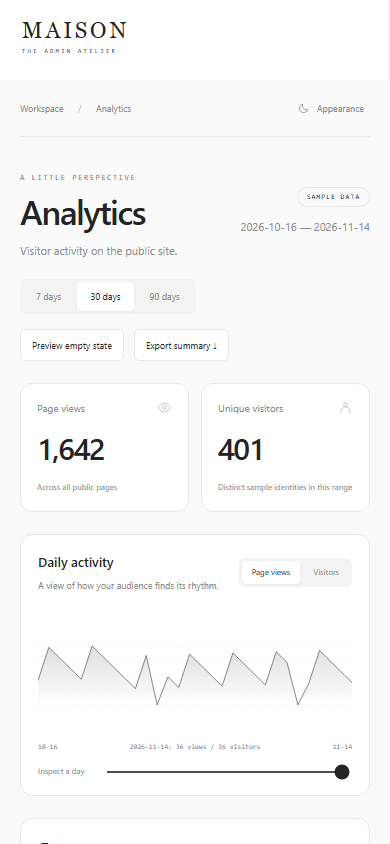 MAISON
THE ADMIN ATELIER
Workspace / Analytics
Appearance
A LITTLE PERSPECTIVE
Analytics
SAMPLE DATA
2026-10-16 — 2026-11-14
Visitor activity on the public site.
7 days 30 days 90 days
Preview empty state
Export summary ↓
Page views
1,642
Across all public pages
Unique visitors
401
Distinct sample identities in this range
Daily activity
A view of how your audience finds its rhythm.
Page views Visitors
10-16 2026-11-14: 36 views / 36 visitors 11-14
Inspect a day